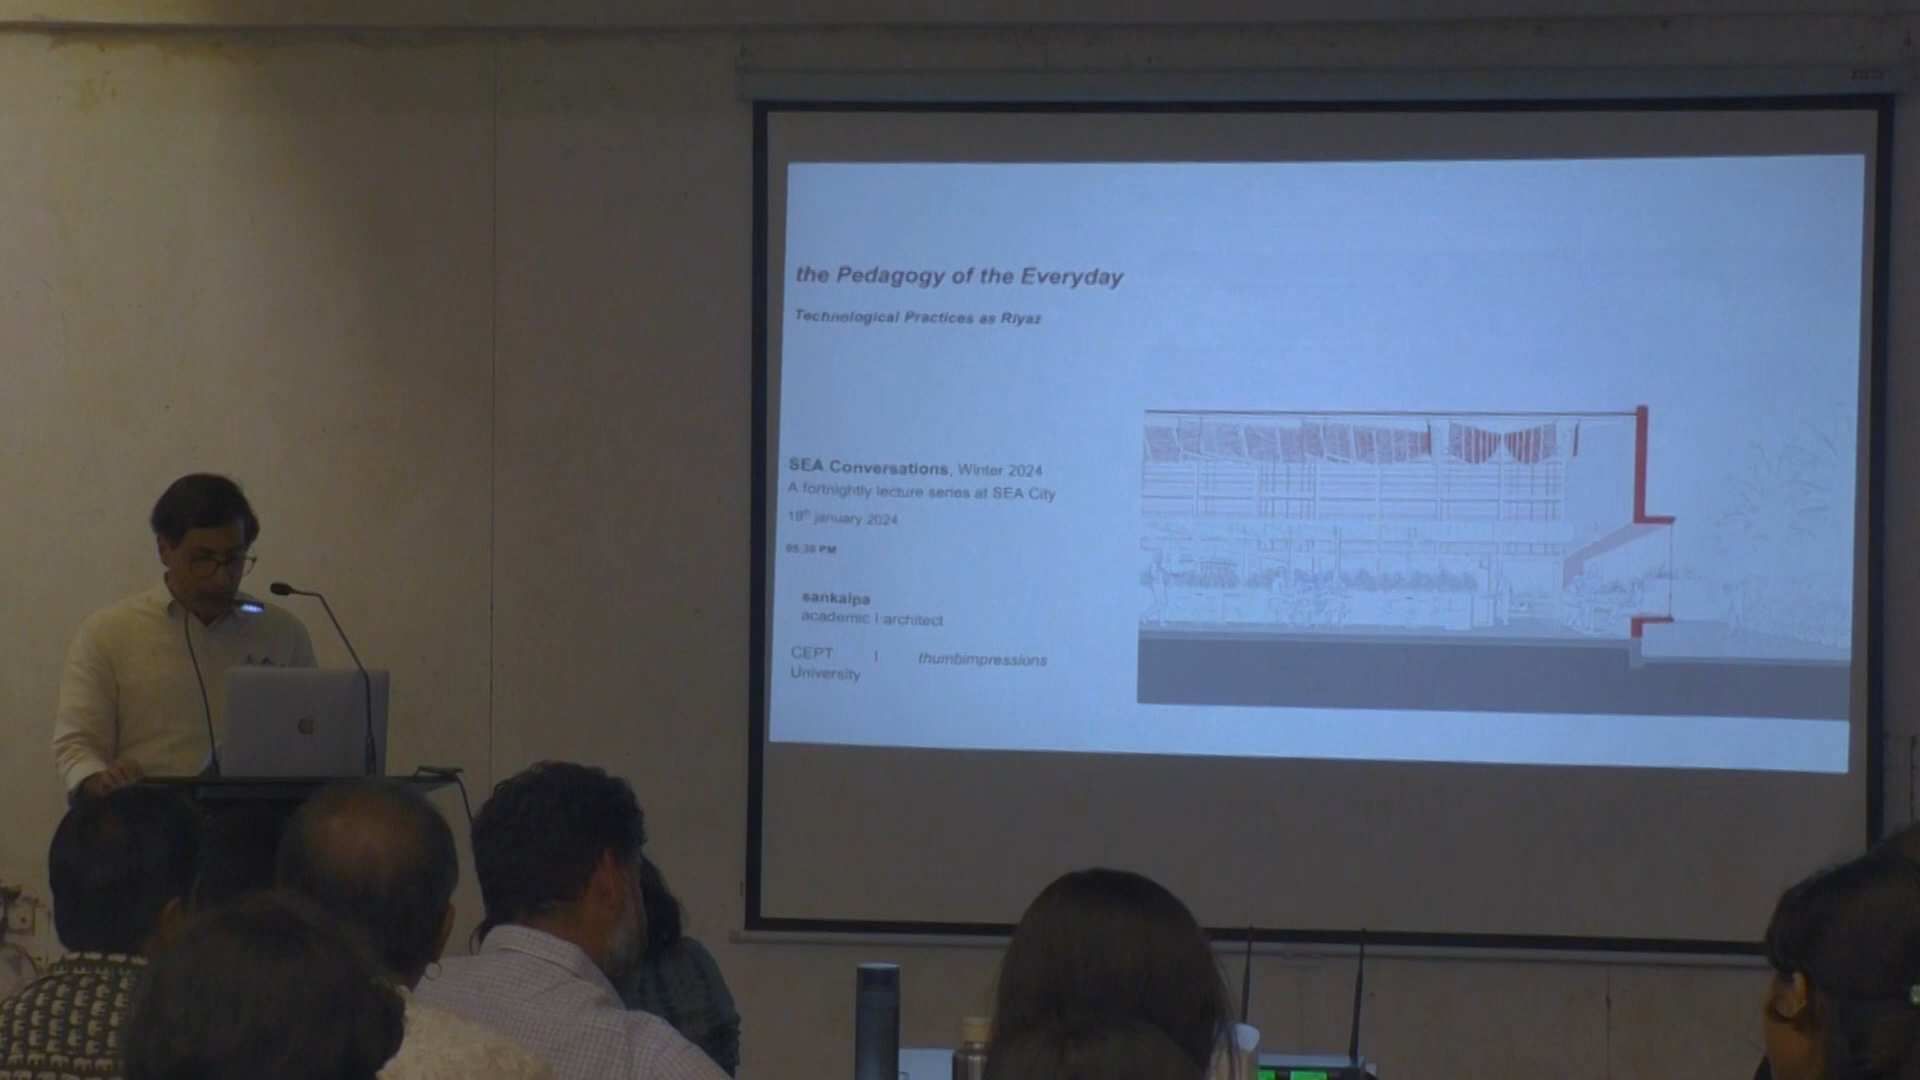 the Pedagogy of the Everyday
Technological Practices as Riyaz
SEA Conversations, Winter 2024
A fortnightly lecture series at SEA City
19th january 2024
05:30 PM
sankalpa
academic | architect
CEPT | thumbimpressions
University